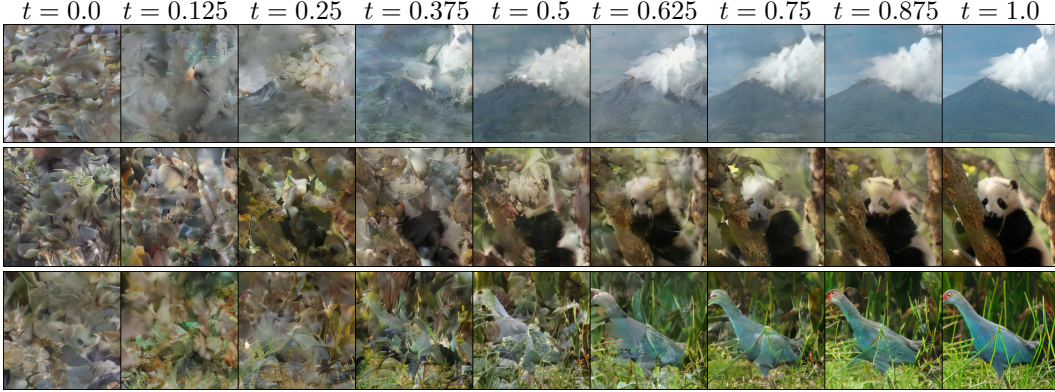 t = 0.0 t = 0.125 t = 0.25 t = 0.375 t = 0.5 t = 0.625 t = 0.75 t = 0.875 t = 1.0